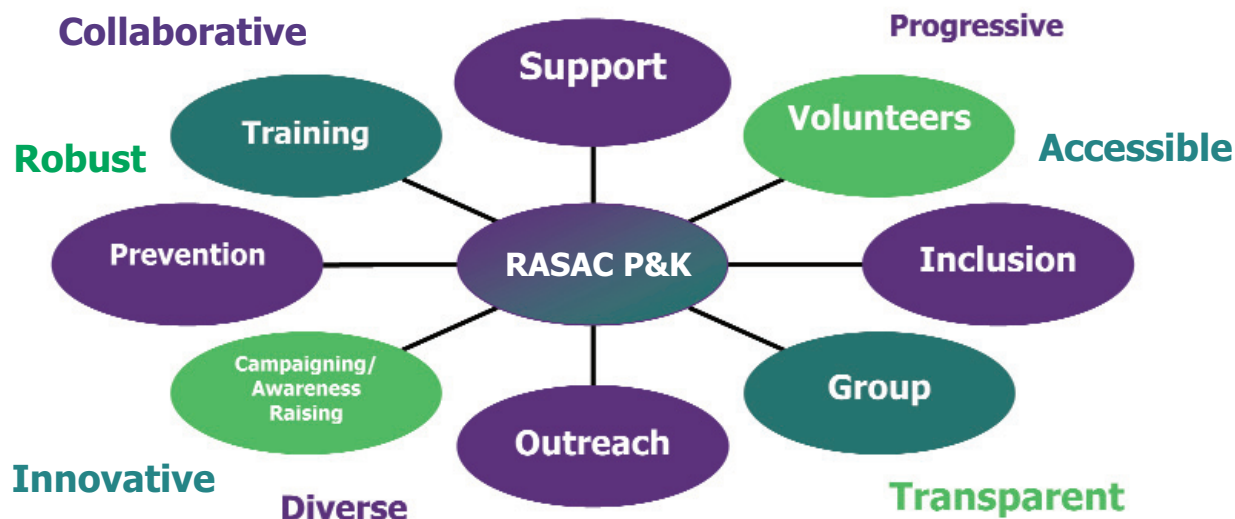 Collaborative
Progressive
Support
Training
Volunteers
Robust
Accessible
Prevention
RASAC P&K
Inclusion
Campaigning/
Awareness
Raising
Group
Outreach
Innovative
Diverse
Transparent